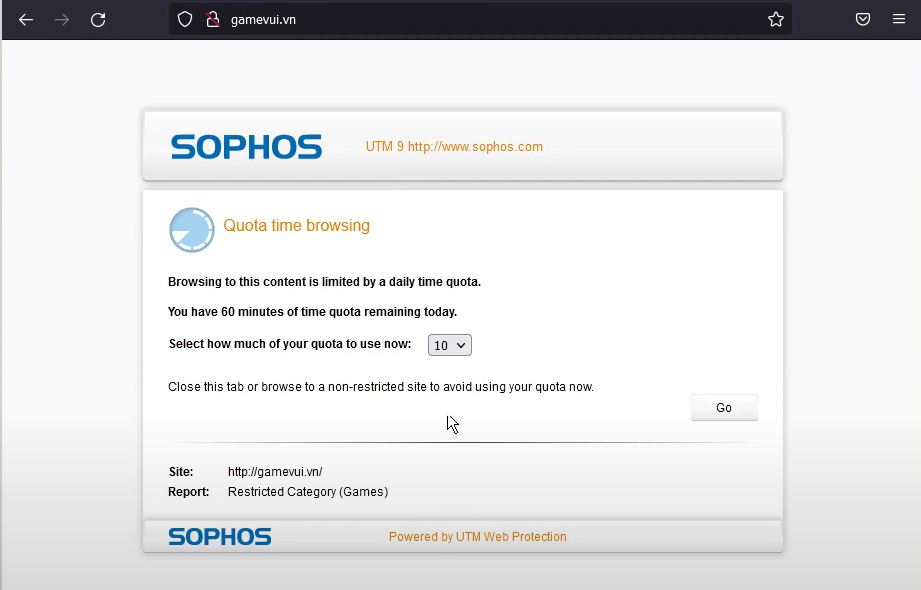 gamevui.vn
SOPHOS
UTM 9 http://www.sophos.com
Quota time browsing
Browsing to this content is limited by a daily time quota.
You have 60 minutes of time quota remaining today.
Select how much of your quota to use now: 10
Close this tab or browse to a non-restricted site to avoid using your quota now.
Go
Site: http://gamevui.vn/
Report: Restricted Category (Games)
SOPHOS
Powered by UTM Web Protection